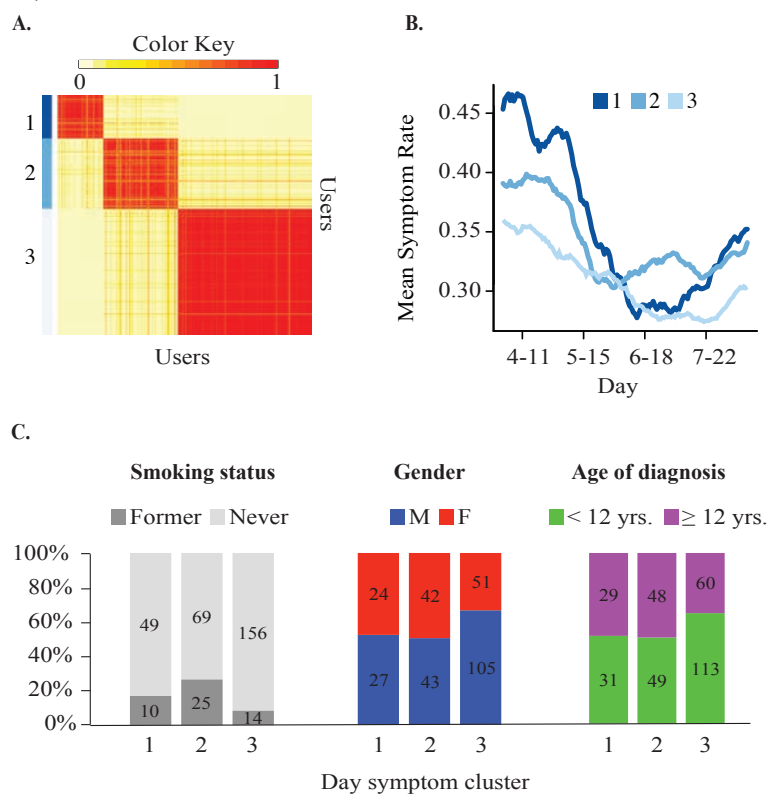 A.
Color Key
0 1
1
2
3
Users
Users
B.
1 2 3
0.45
0.40
0.35
0.30
Mean Symptom Rate
4-11 5-15 6-18 7-22
Day
C.
Smoking status Gender Age of diagnosis
Former Never M F < 12 yrs. ≥ 12 yrs.
100%
80%
60%
40%
20%
0%
49 69 156
10 25 14
24 42 51
27 43 105
29 48 60
31 49 113
1 2 3 1 2 3 1 2 3
Day symptom cluster